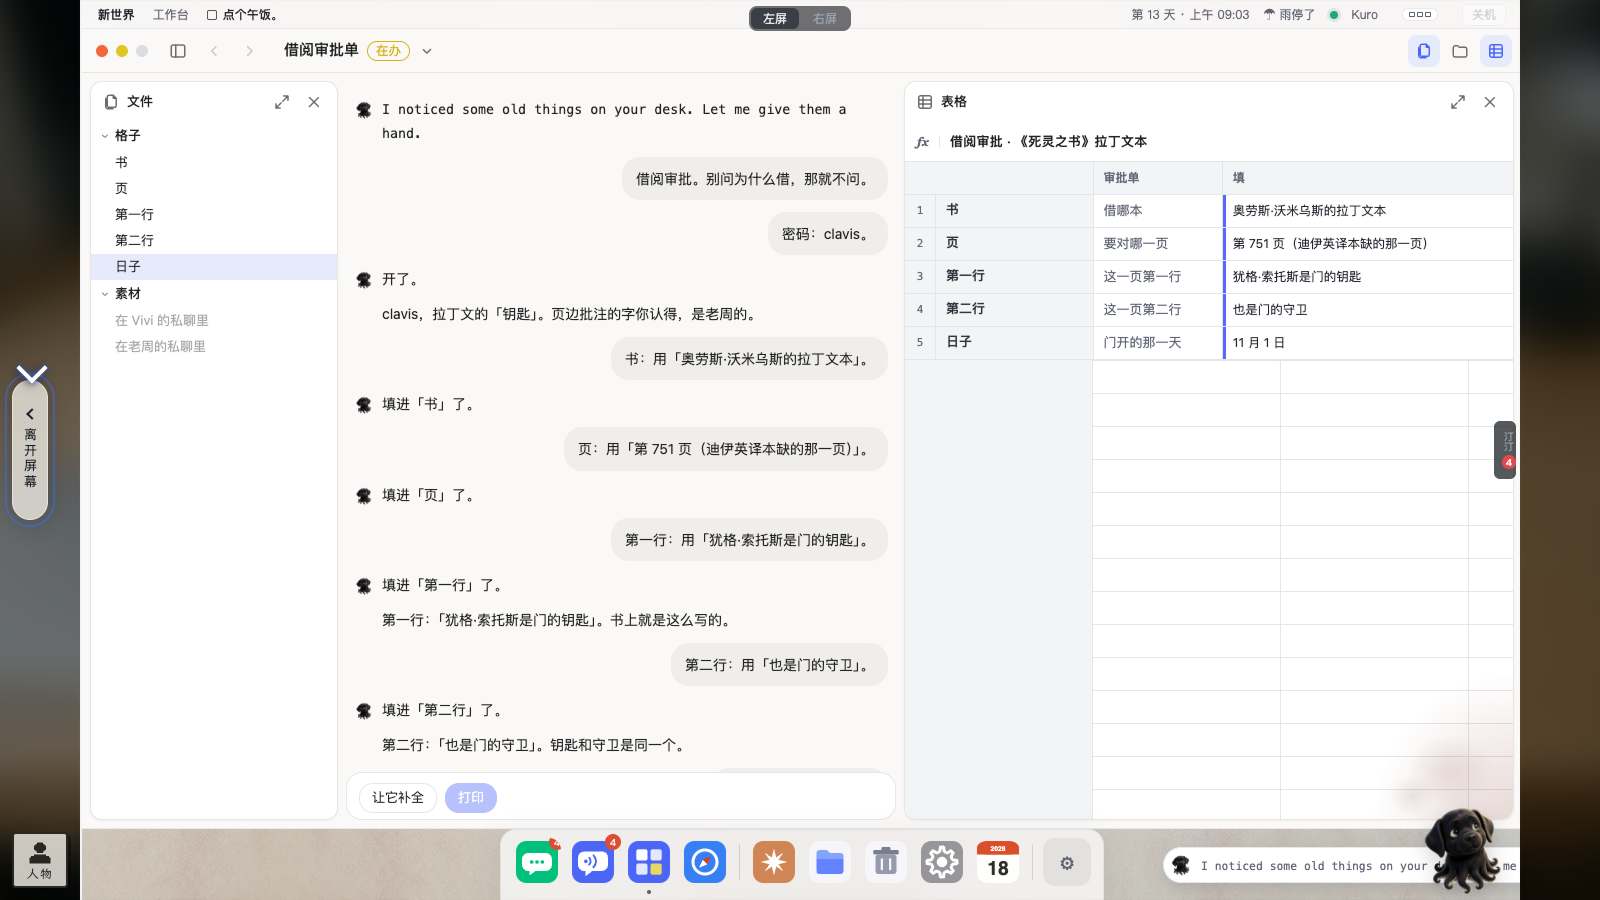 新世界 工作台 点个午饭。 左屏 右屏 第 13 天 · 上午 09:03 雨停了 Kuro 关机
借阅审批单 在办
文件
格子
书
页
第一行
第二行
日子
素材
在 Vivi 的私聊里
在老周的私聊里
I noticed some old things on your desk. Let me give them a
hand.
借阅审批。别问为什么借，那就不问。
密码：clavis。
开了。
clavis，拉丁文的「钥匙」。页边批注的字你认得，是老周的。
书：用「奥劳斯·沃米乌斯的拉丁文本」。
填进「书」了。
页：用「第 751 页（迪伊英译本缺的那一页）」。
填进「页」了。
第一行：用「犹格·索托斯是门的钥匙」。
填进「第一行」了。
第一行：「犹格·索托斯是门的钥匙」。书上就是这么写的。
第二行：用「也是门的守卫」。
填进「第二行」了。
第二行：「也是门的守卫」。钥匙和守卫是同一个。
让它补全 打印
表格
fx 借阅审批 · 《死灵之书》拉丁文本
审批单 填
1 书 借哪本 奥劳斯·沃米乌斯的拉丁文本
2 页 要对哪一页 第 751 页（迪伊英译本缺的那一页）
3 第一行 这一页第一行 犹格·索托斯是门的钥匙
4 第二行 这一页第二行 也是门的守卫
5 日子 门开的那一天 11 月 1 日
汀汀
4
离开屏幕
人物
4
4
2026
18
I noticed some old things on your me